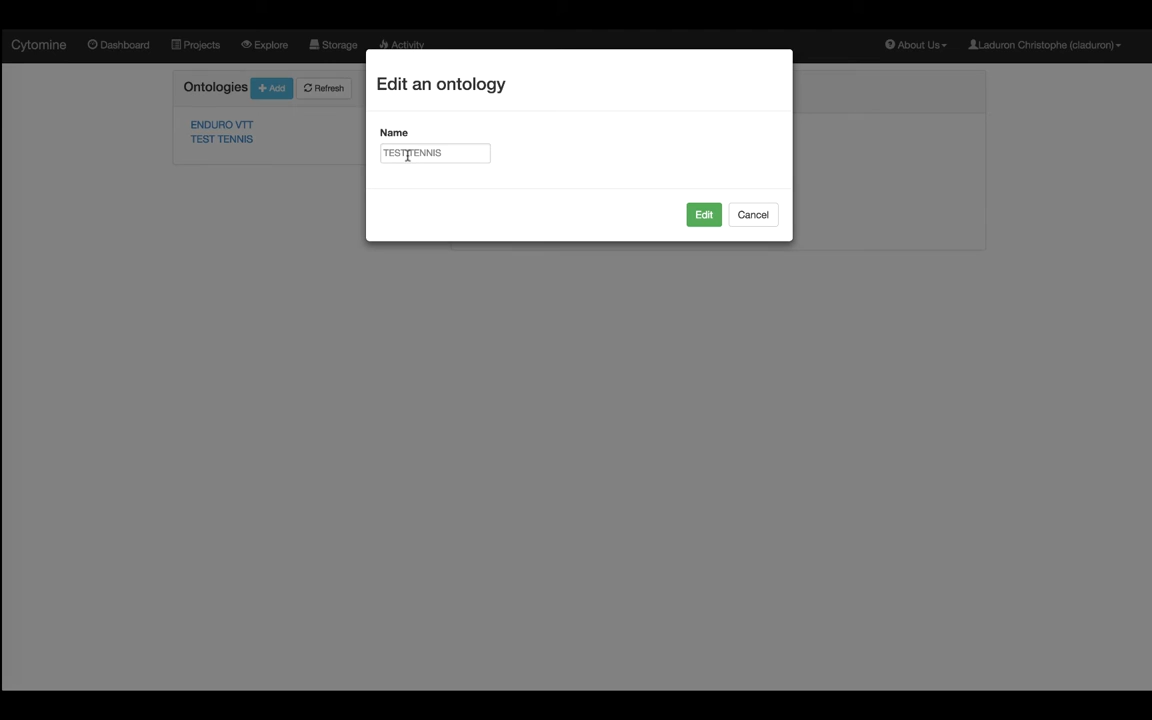 Cytomine Dashboard Projects Explore Storage Activity About Us Laduron Christophe (claduron)
Ontologies + Add Refresh
ENDURO VTT
TEST TENNIS
Edit an ontology
Name
TEST TENNIS
Edit Cancel